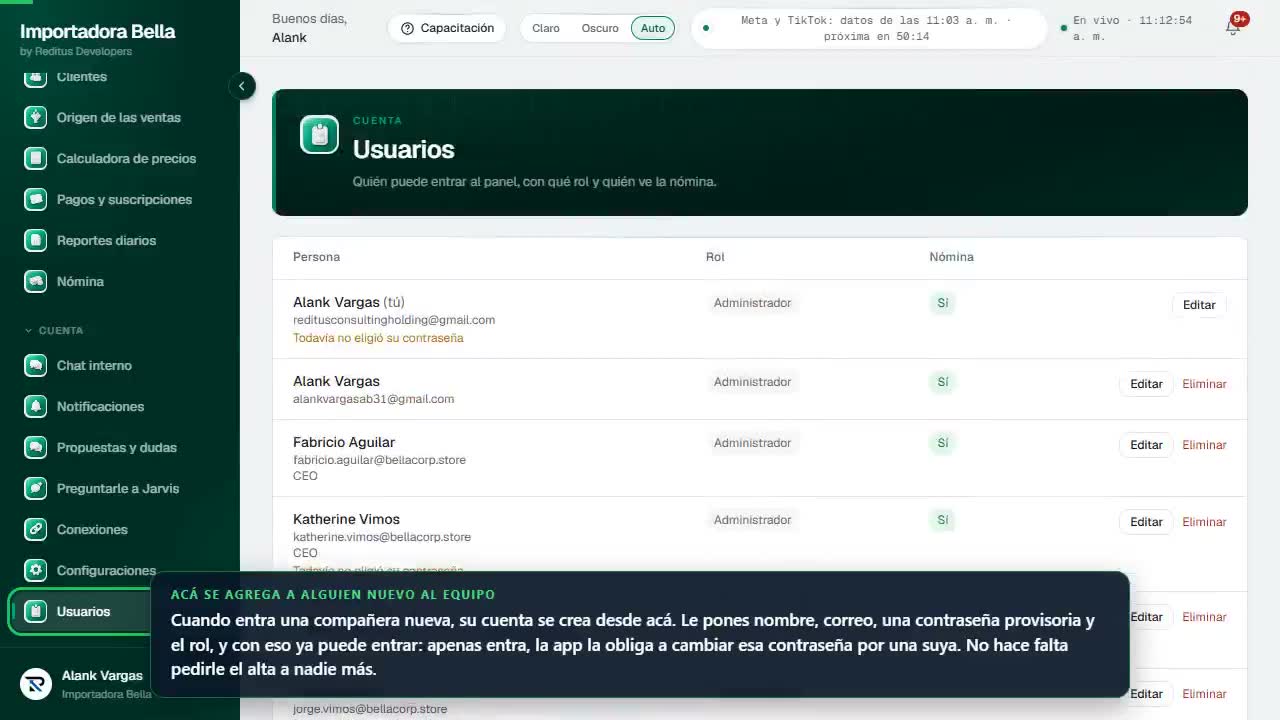 Importadora Bella
by Reditus Developers
Clientes
Origen de las ventas
Calculadora de precios
Pagos y suscripciones
Reportes diarios
Nómina
CUENTA
Chat interno
Notificaciones
Propuestas y dudas
Preguntarle a Jarvis
Conexiones
Configuraciones
Usuarios
Alank Vargas
Importadora Bella
Buenos días,
Alank
Capacitación
Claro
Oscuro
Auto
Meta y TikTok: datos de las 11:03 a. m. ·
próxima en 50:14
En vivo · 11:12:54
a. m.
9+
CUENTA
Usuarios
Quién puede entrar al panel, con qué rol y quién ve la nómina.
Persona Rol Nómina
Alank Vargas (tú) Administrador Sí Editar
reditusconsultingholding@gmail.com
Todavía no eligió su contraseña
Alank Vargas Administrador Sí Editar Eliminar
alankvargasab31@gmail.com
Fabricio Aguilar Administrador Sí Editar Eliminar
fabricio.aguilar@bellacorp.store
CEO
Katherine Vimos Administrador Sí Editar Eliminar
katherine.vimos@bellacorp.store
CEO
Todavía no eligió su contraseña
Editar Eliminar
ACÁ SE AGREGA A ALGUIEN NUEVO AL EQUIPO
Cuando entra una compañera nueva, su cuenta se crea desde acá. Le pones nombre, correo, una contraseña provisoria y
el rol, y con eso ya puede entrar: apenas entra, la app la obliga a cambiar esa contraseña por una suya. No hace falta
pedirle el alta a nadie más.
Editar Eliminar
jorge.vimos@bellacorp.store